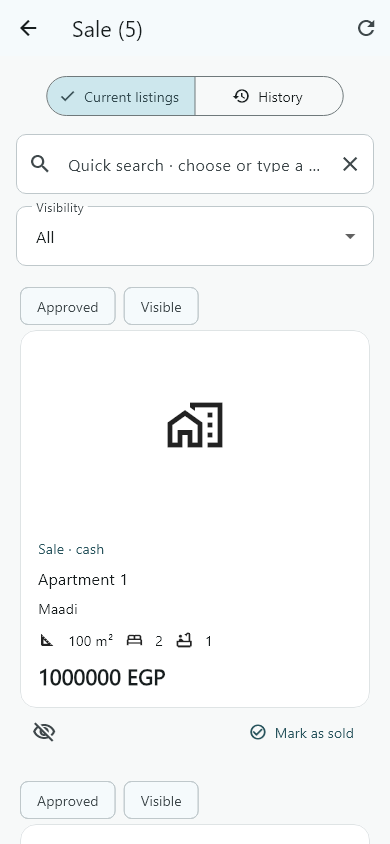 Sale (5)
Current listings
History
Quick search · choose or type a ...
Visibility
All
Approved
Visible
Sale · cash
Apartment 1
Maadi
100 m² 2 1
1000000 EGP
Mark as sold
Approved
Visible